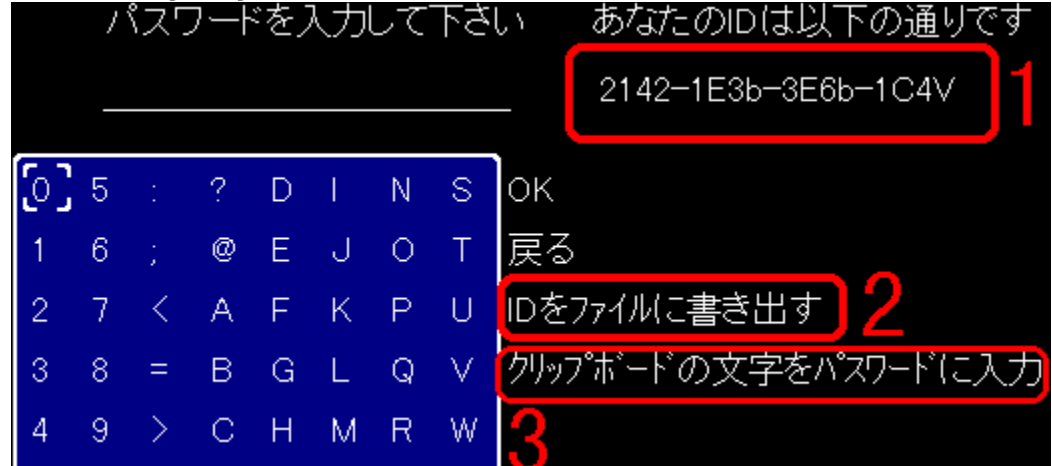 パスワードを入力して下さい
あなたのIDは以下の通りです
2142-1E3b-3E6b-1C4V
1
0 5 : ? D I N S
OK
1 6 ; @ E J O T
戻る
2 7 < A F K P U
IDをファイルに書き出す
2
3 8 = B G L Q V
クリップボードの文字をパスワードに入力
4 9 > C H M R W
3